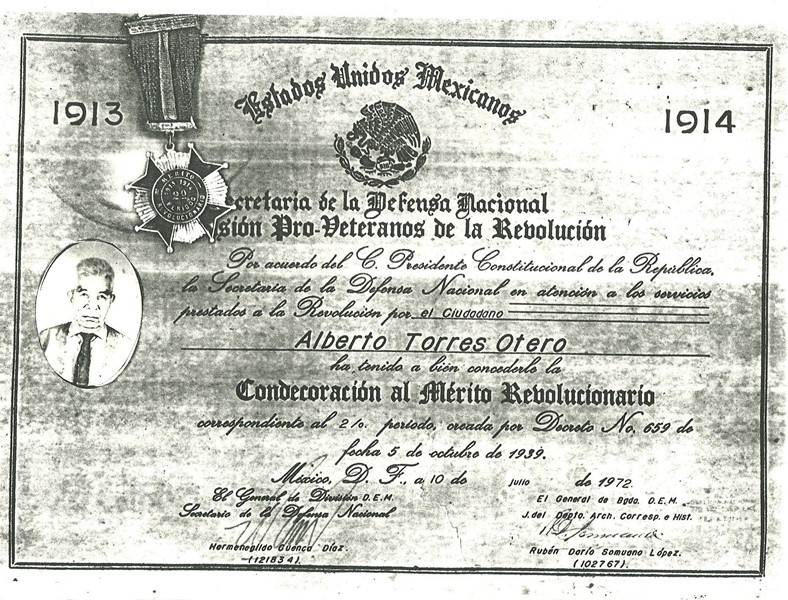 Estados Unidos Mexicanos
1913
1914
MÉRITO
REVOLUCIONARIO
ecretaria de la Defensa Nacional
sión Pro-Veteranos de la Revolución
Por acuerdo del C. Presidente Constitucional de la República,
la Secretaría de la Defensa Nacional en atención a los servicios
prestados a la Revolución por el Ciudadano
Alberto Torres Otero
ha tenido a bien concederle la
Condecoración al Mérito Revolucionario
correspondiente al 2/o. periodo, creada por Decreto No. 659 de
fecha 5 de octubre de 1939.
México, D. F., a 10 de julio de 1972.
El General de División D.E.M.
Secretario de la Defensa Nacional
Hermenegildo Cuenca Díaz.
(121834).
El General de Bgda. D.E.M.
J. del Depto. Arch. Corresp. e Hist.
Rubén Darío Somuano López.
(102767).